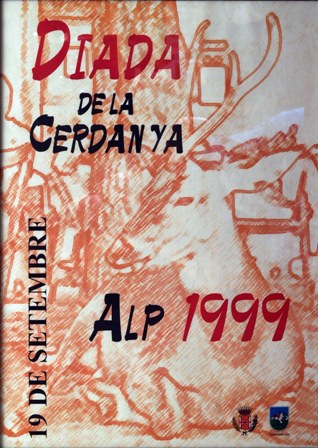 DIADA
DE LA
CERDANYA
ALP 1999
19 DE SETEMBRE